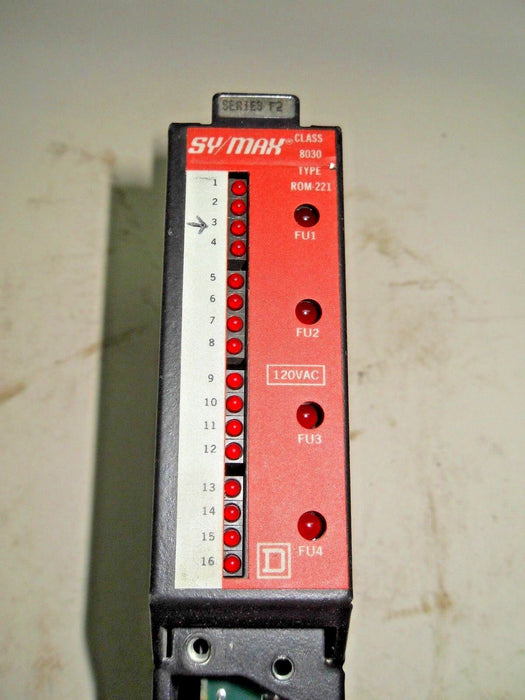 SERIES F2
SY/MAX®
CLASS
8030
TYPE
ROM-221
1
2
3
4
5
6
7
8
9
10
11
12
13
14
15
16
FU1
FU2
120VAC
FU3
FU4
D